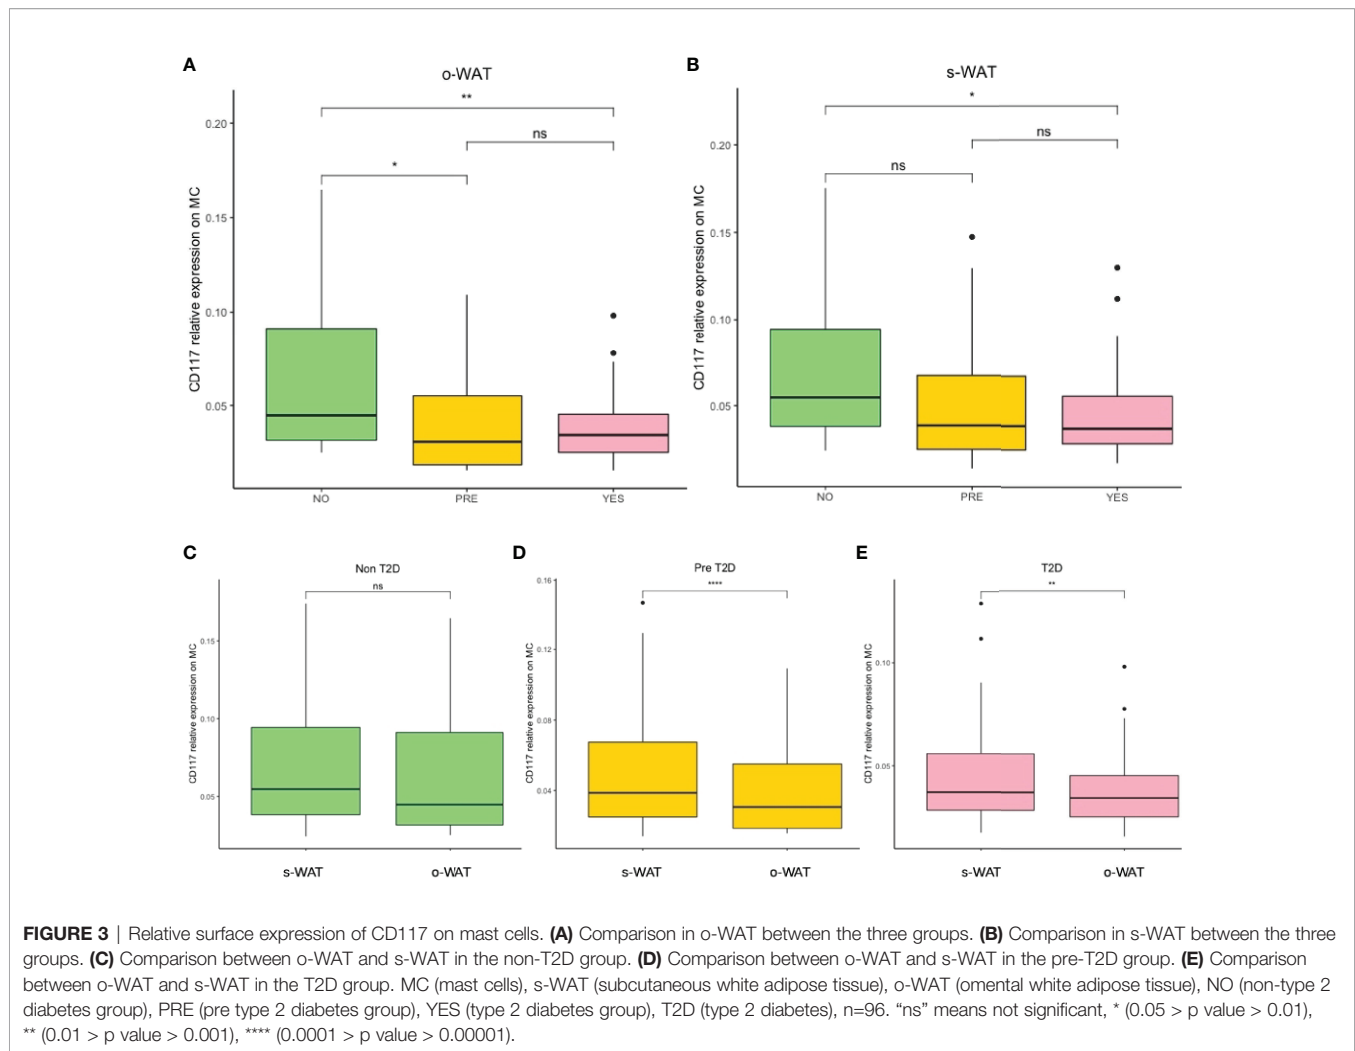 A
o-WAT
**
ns
*
0.20
0.15
0.10
0.05
CD117 relative expression on MC
NO PRE YES
B
s-WAT
*
ns
ns
0.20
0.15
0.10
0.05
CD117 relative expression on MC
NO PRE YES
C
Non T2D
ns
0.15
0.10
0.05
CD117 relative expression on MC
s-WAT o-WAT
D
Pre T2D
****
0.16
0.12
0.08
0.04
CD117 relative expression on MC
s-WAT o-WAT
E
T2D
**
0.10
0.05
CD117 relative expression on MC
s-WAT o-WAT
FIGURE 3 | Relative surface expression of CD117 on mast cells. (A) Comparison in o-WAT between the three groups. (B) Comparison in s-WAT between the three
groups. (C) Comparison between o-WAT and s-WAT in the non-T2D group. (D) Comparison between o-WAT and s-WAT in the pre-T2D group. (E) Comparison
between o-WAT and s-WAT in the T2D group. MC (mast cells), s-WAT (subcutaneous white adipose tissue), o-WAT (omental white adipose tissue), NO (non-type 2
diabetes group), PRE (pre type 2 diabetes group), YES (type 2 diabetes group), T2D (type 2 diabetes), n=96. “ns” means not significant, * (0.05 > p value > 0.01),
** (0.01 > p value > 0.001), **** (0.0001 > p value > 0.00001).